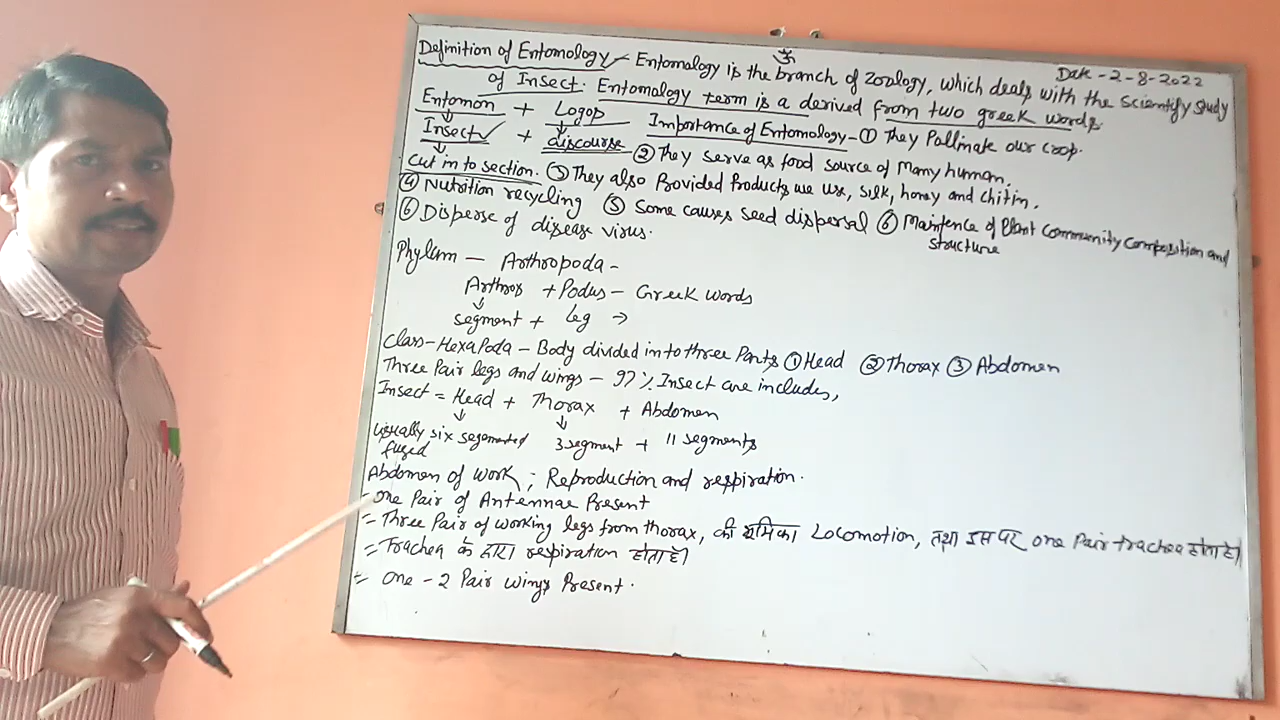 ॐ
Date - 2-8-2022
Definition of Entomology - Entomology is the branch of Zoology, which deals with the Scientify Study
of Insect. Entomology term is a derived from two greek words.
Entomon + Logos
Insect ✓ + discourse Importance of Entomology - ① They Pollinate our crop.
Cut in to section. ② They serve as food source of Many human.
③ They also Provided Products we use, silk, honey and chitin.
④ Nutrition recycling ⑤ Some causes seed dispersal ⑥ Maintence of Plant Community Composition and
structure
⑥ Disperse of disease virus.
Phylum - Arthropoda -
Arthros + Podus - Greek words
segment + leg →
Class - Hexapoda - Body divided in to three Parts ① Head ② Thorax ③ Abdomen
Three Pair legs and wings - 97% Insect are includes,
Insect = Head + Thorax + Abdomen
Usually six segemented 3 segment + 11 segments
fused
Abdomen of work ; Reproduction and respiration.
One Pair of Antennae Present
= Three Pair of working legs from thorax, की भूमिका Locomotion, तथा इस पर one Pair trachea होता है।
= Trachea के द्वारा respiration होता है।
= One - 2 Pair wings Present.